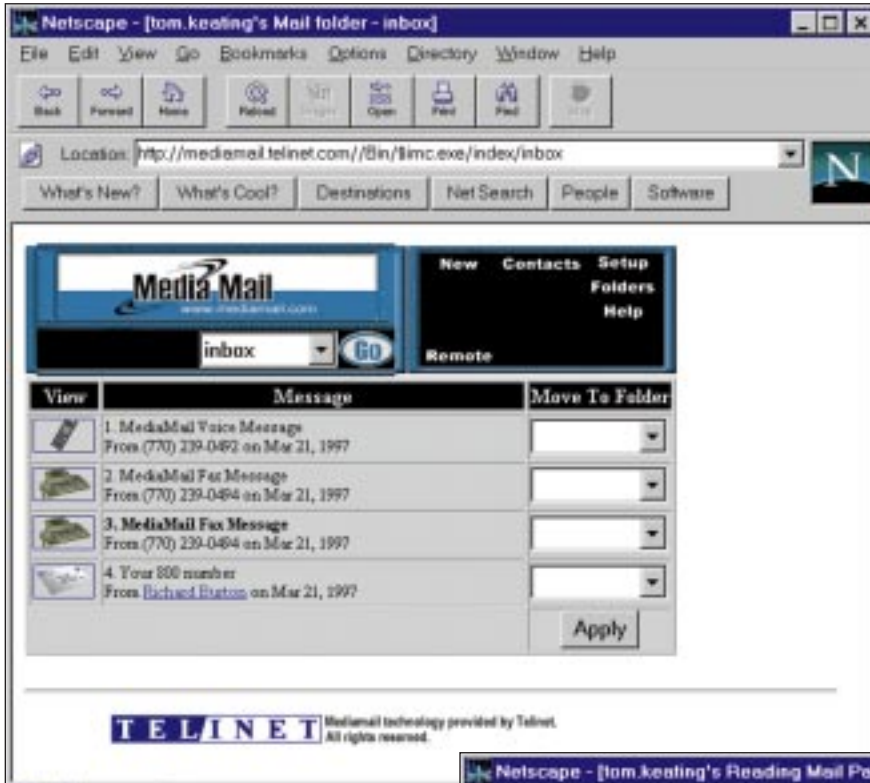 Netscape - [tom.keating's Mail folder - inbox]
File Edit View Go Bookmarks Options Directory Window Help
Back Forward Home Reload Open Print Find
Location: http://mediamail.telinet.com//Bin/$imc.exe/index/inbox
N
What's New? What's Cool? Destinations Net Search People Software
Media Mail
www.mediamail.com
New Contacts Setup
Folders
Help
inbox Go
Remote
View Message Move To Folder
1. MediaMail Voice Message
From (770) 239-0492 on Mar 21, 1997
2. MediaMail Fax Message
From (770) 239-0494 on Mar 21, 1997
3. MediaMail Fax Message
From (770) 239-0494 on Mar 21, 1997
4. Your 800 number
From Richard Burton on Mar 21, 1997
Apply
TELINET
Mediamail technology provided by Telinet.
All rights reserved.
Netscape - [tom.keating's Reading Mail Pa